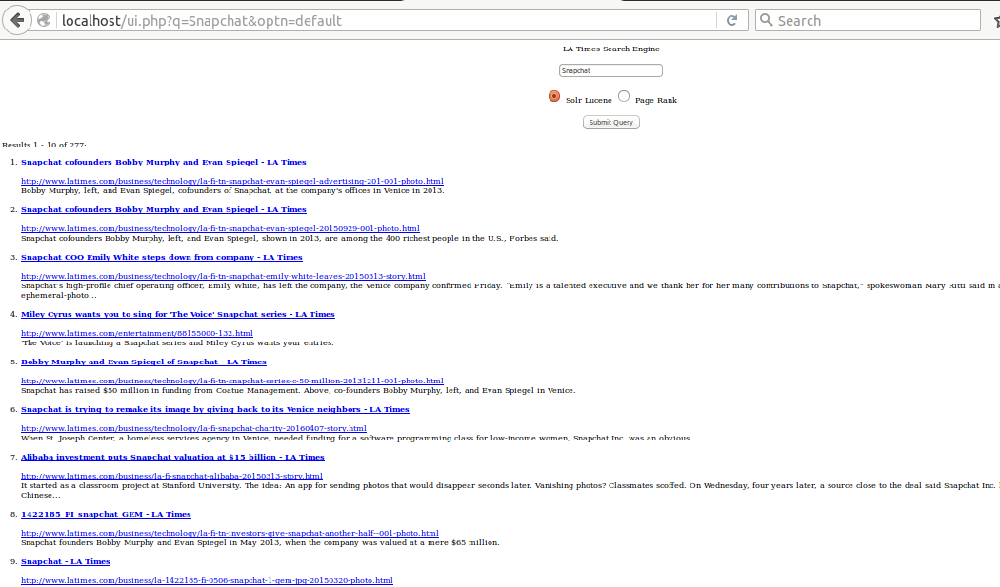 localhost/ui.php?q=Snapchat&optn=default
Search
LA Times Search Engine
Snapchat
Solr Lucene Page Rank
Submit Query
Results 1 - 10 of 277:
1. Snapchat cofounders Bobby Murphy and Evan Spiegel - LA Times
http://www.latimes.com/business/technology/la-fi-tn-snapchat-evan-spiegel-advertising-201-001-photo.html
Bobby Murphy, left, and Evan Spiegel, cofounders of Snapchat, at the company's offices in Venice in 2013.
2. Snapchat cofounders Bobby Murphy and Evan Spiegel - LA Times
http://www.latimes.com/business/technology/la-fi-tn-snapchat-evan-spiegel-20150929-001-photo.html
Snapchat cofounders Bobby Murphy, left, and Evan Spiegel, shown in 2013, are among the 400 richest people in the U.S., Forbes said.
3. Snapchat COO Emily White steps down from company - LA Times
http://www.latimes.com/business/technology/la-fi-tn-snapchat-emily-white-leaves-20150313-story.html
Snapchat's high-profile chief operating officer, Emily White, has left the company, the Venice company confirmed Friday. “Emily is a talented executive and we thank her for her many contributions to Snapchat,” spokeswoman Mary Ritti said in
ephemeral-photo...
4. Miley Cyrus wants you to sing for 'The Voice' Snapchat series - LA Times
http://www.latimes.com/entertainment/88155000-132.html
'The Voice' is launching a Snapchat series and Miley Cyrus wants your entries.
5. Bobby Murphy and Evan Spiegel of Snapchat - LA Times
http://www.latimes.com/business/technology/la-fi-tn-snapchat-series-c-50-million-20131211-001-photo.html
Snapchat has raised $50 million in funding from Coatue Management. Above, co-founders Bobby Murphy, left, and Evan Spiegel in Venice.
6. Snapchat is trying to remake its image by giving back to its Venice neighbors - LA Times
http://www.latimes.com/business/technology/la-fi-snapchat-charity-20160407-story.html
When St. Joseph Center, a homeless services agency in Venice, needed funding for a software programming class for low-income women, Snapchat Inc. was an obvious
7. Alibaba investment puts Snapchat valuation at $15 billion - LA Times
http://www.latimes.com/business/la-fi-snapchat-alibaba-20150313-story.html
It started as a classroom project at Stanford University. The idea: An app for sending photos that would disappear seconds later. Vanishing photos? Classmates scoffed. On Wednesday, four years later, a source close to the deal said Snapchat Inc.
Chinese...
8. 1422185_FI_snapchat_GEM - LA Times
http://www.latimes.com/business/technology/la-fi-tn-investors-give-snapchat-another-half--001-photo.html
Snapchat founders Bobby Murphy and Evan Spiegel in May 2013, when the company was valued at a mere $65 million.
9. Snapchat - LA Times
http://www.latimes.com/business/la-1422185-fi-0506-snapchat-1-gem-jpg-20150320-photo.html